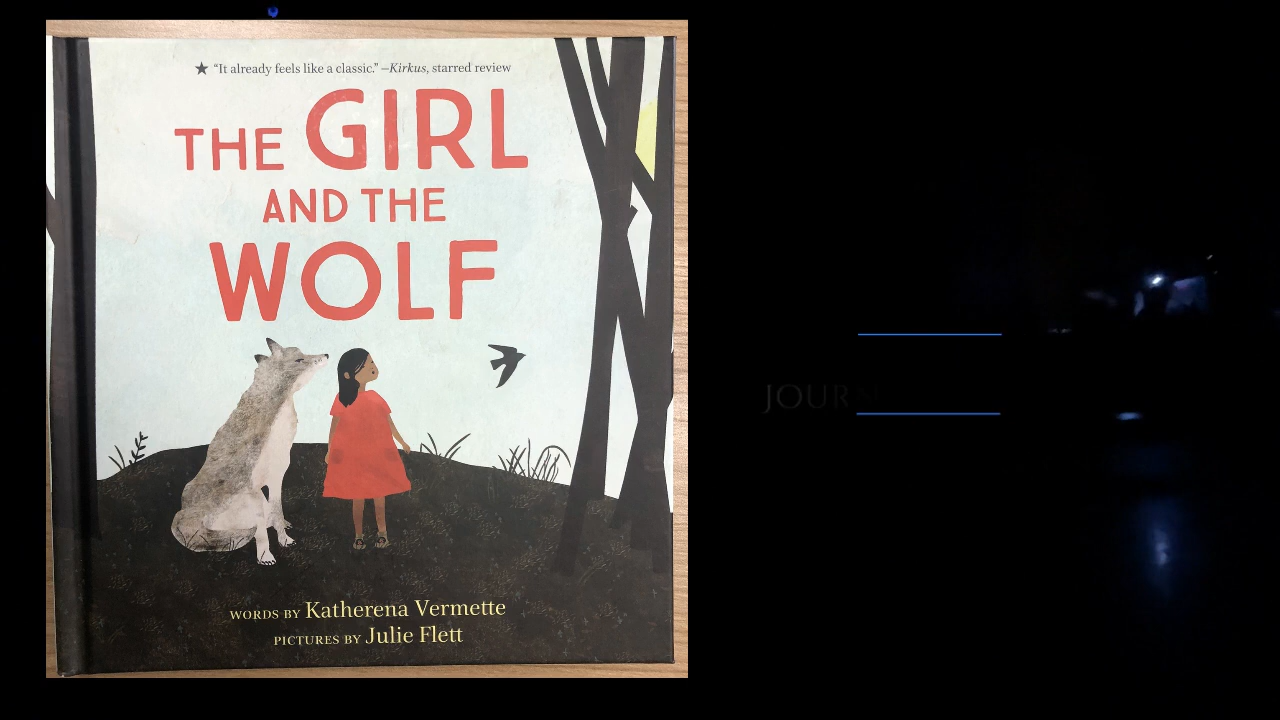 ★ “It already feels like a classic.” —Kirkus, starred review
THE GIRL
AND THE
WOLF
WORDS BY Katherena Vermette
PICTURES BY Julie Flett